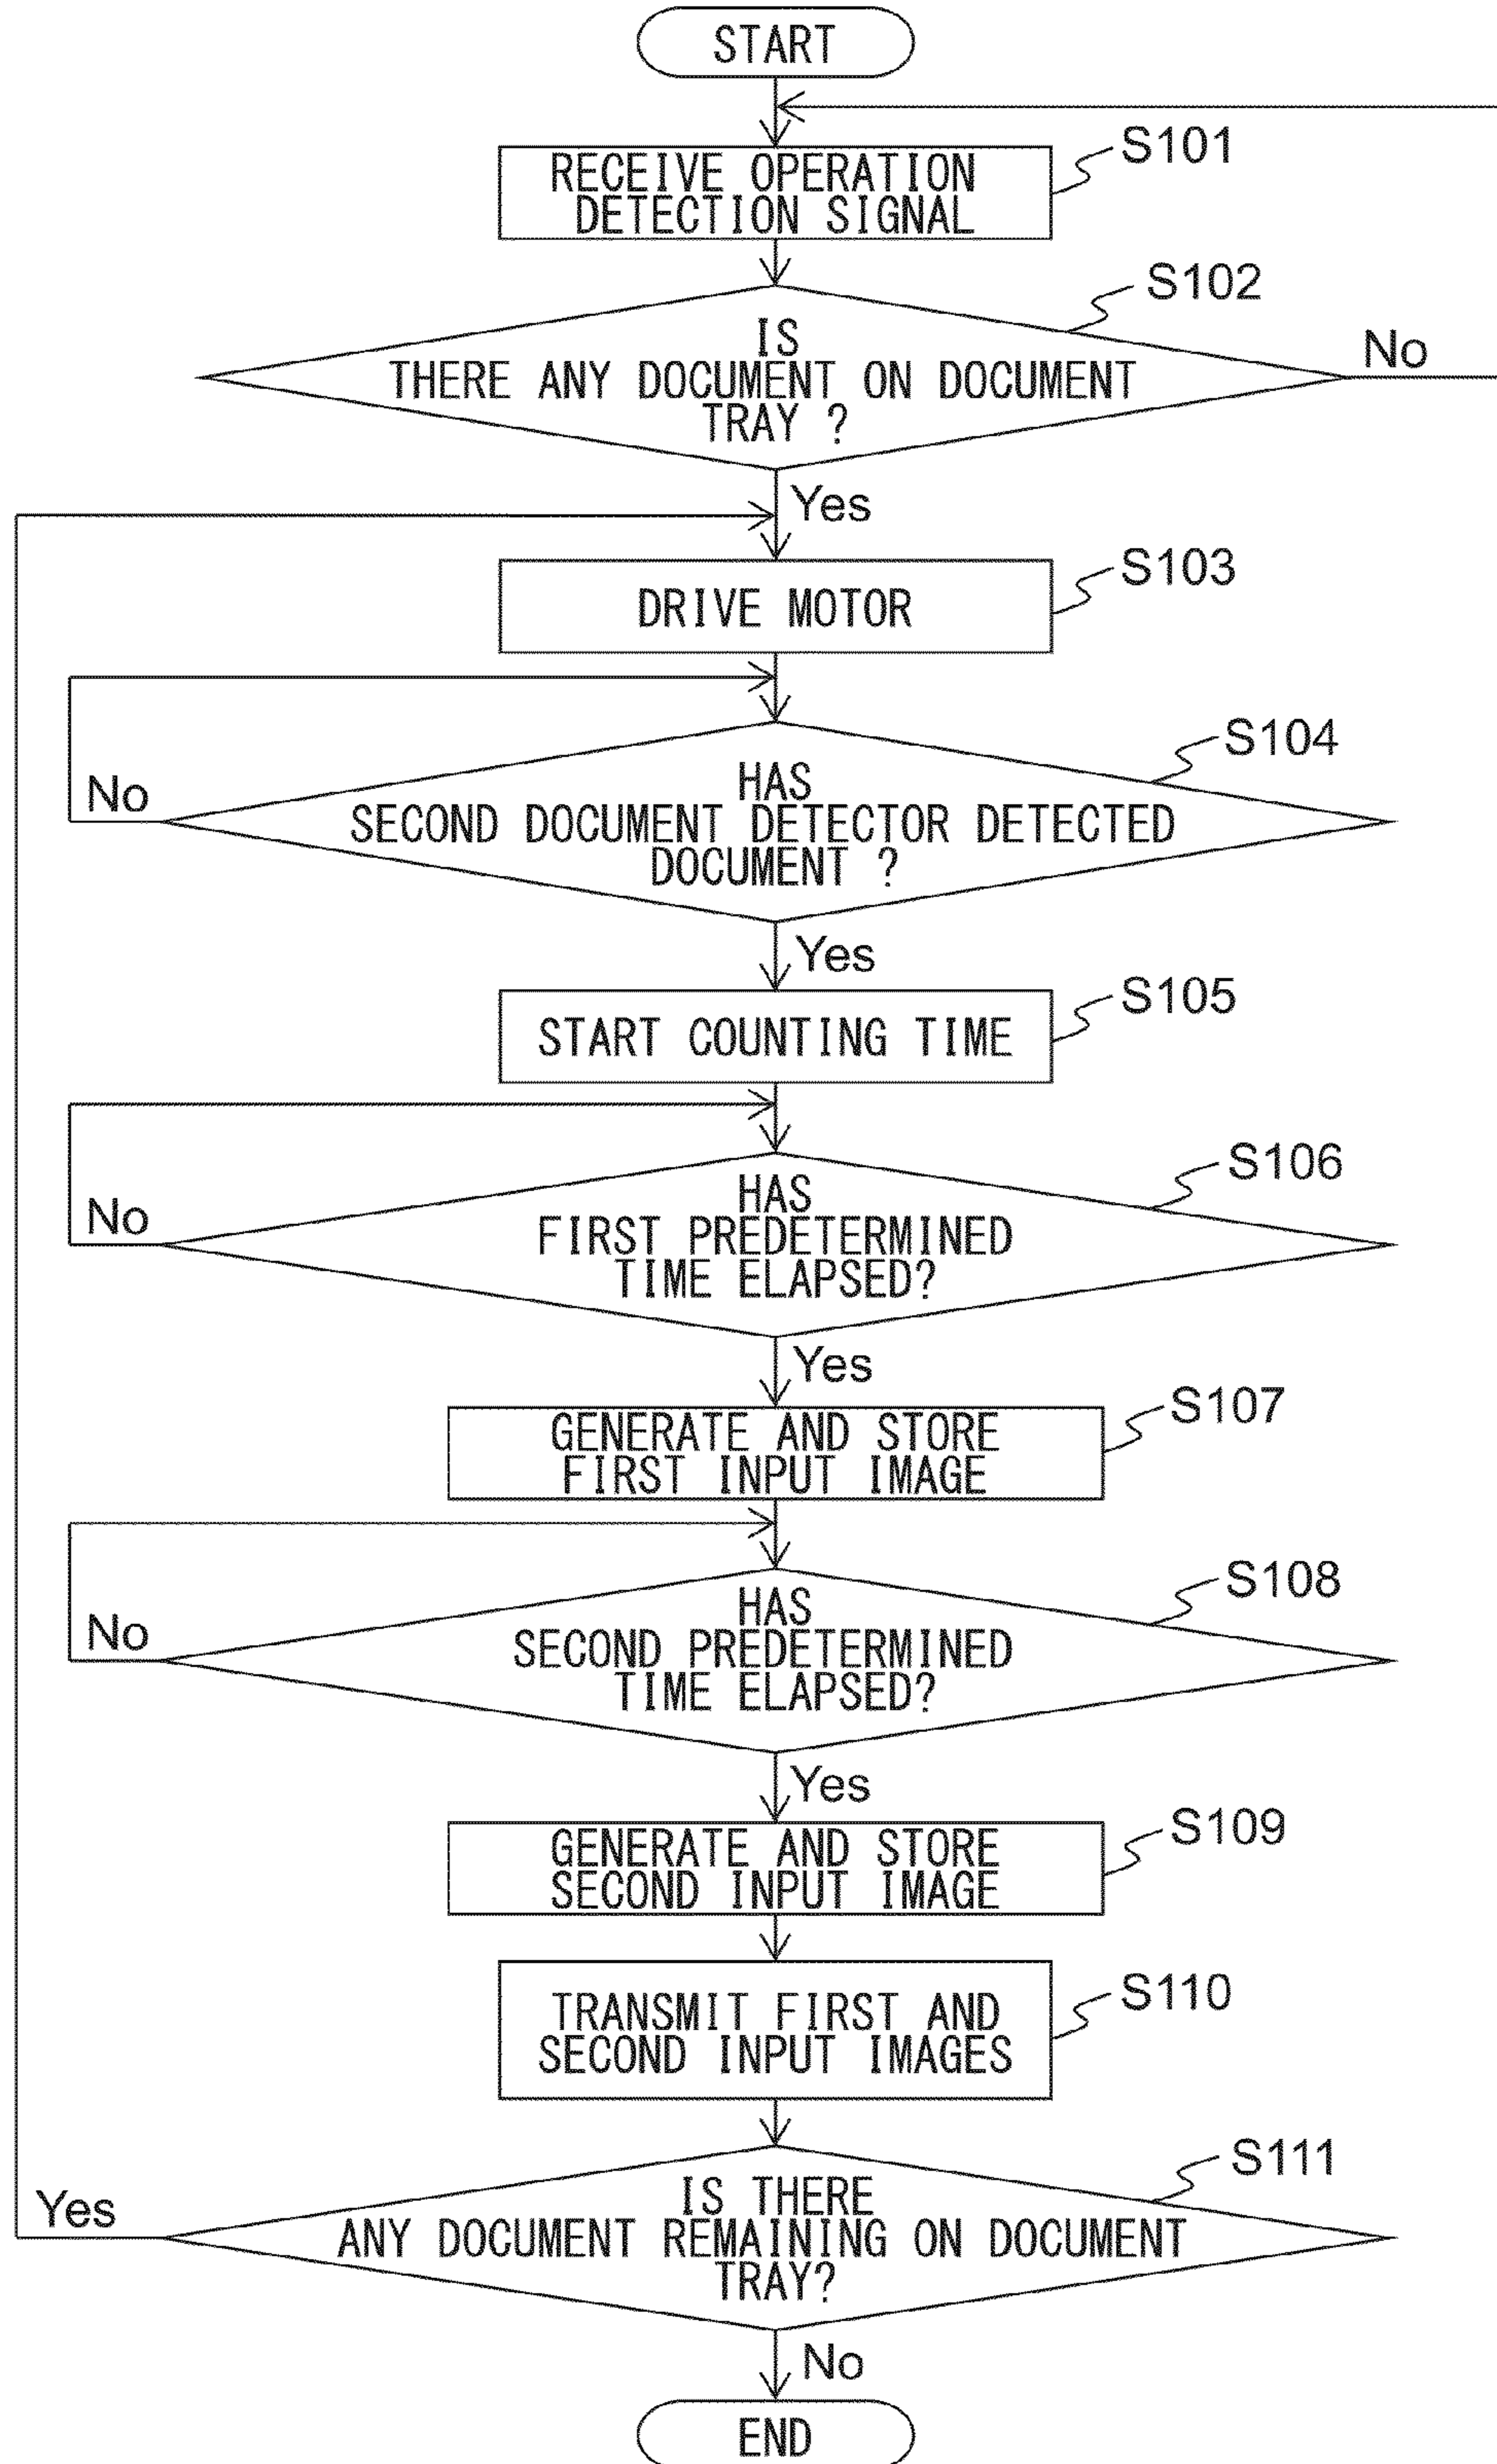 START
S101
RECEIVE OPERATION
DETECTION SIGNAL
S102
IS
THERE ANY DOCUMENT ON DOCUMENT
TRAY ?
No
Yes
S103
DRIVE MOTOR
S104
HAS
SECOND DOCUMENT DETECTOR DETECTED
DOCUMENT ?
No
Yes
S105
START COUNTING TIME
S106
HAS
FIRST PREDETERMINED
TIME ELAPSED?
No
Yes
S107
GENERATE AND STORE
FIRST INPUT IMAGE
S108
HAS
SECOND PREDETERMINED
TIME ELAPSED?
No
Yes
S109
GENERATE AND STORE
SECOND INPUT IMAGE
S110
TRANSMIT FIRST AND
SECOND INPUT IMAGES
S111
IS THERE
ANY DOCUMENT REMAINING ON DOCUMENT
TRAY?
Yes
No
END